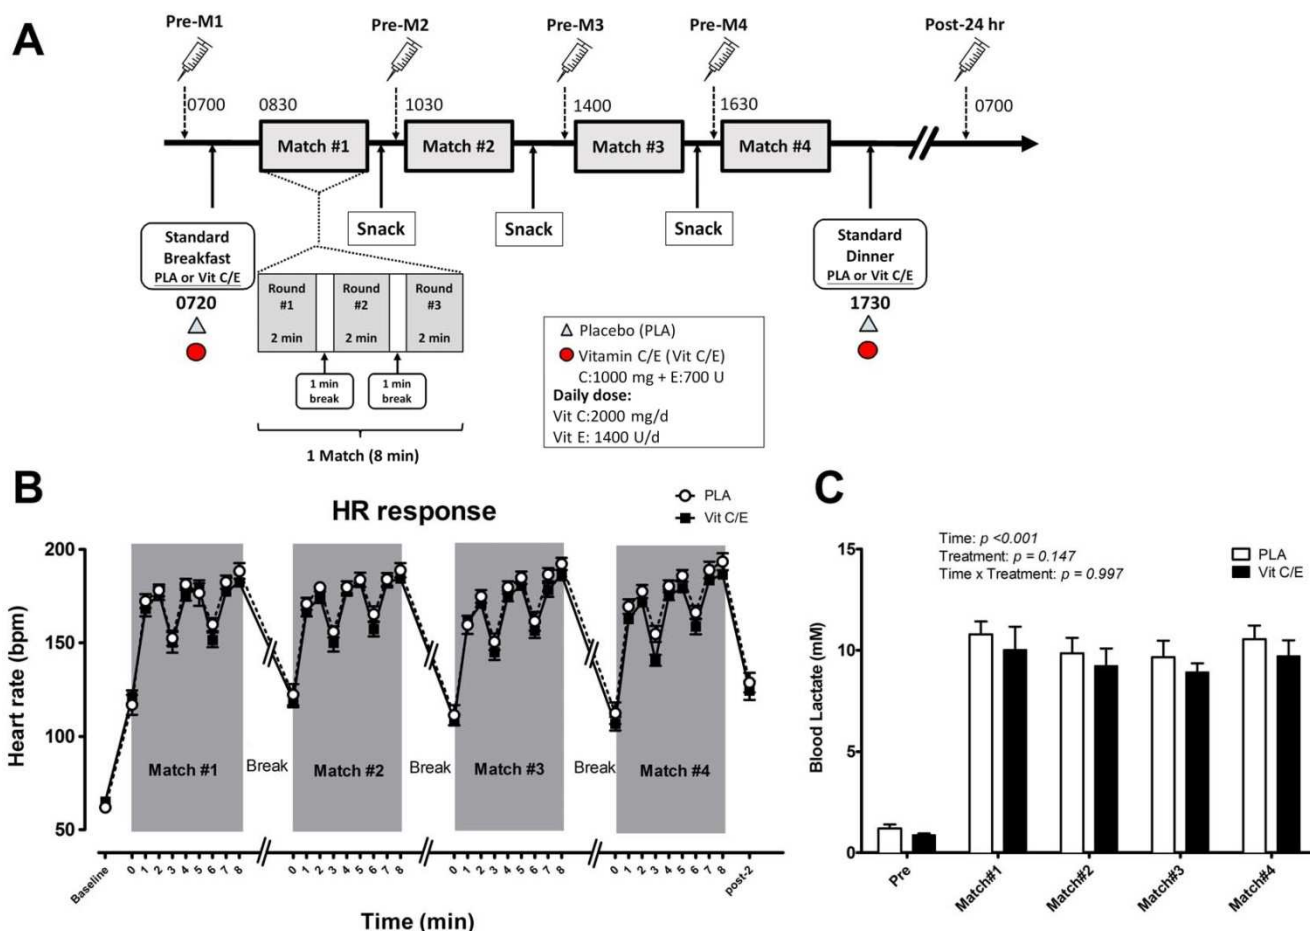 A
Pre-M1
Pre-M2
Pre-M3
Pre-M4
Post-24 hr
0700
0830
1030
1400
1630
0700
Match #1
Match #2
Match #3
Match #4
Snack
Snack
Snack
Standard
Breakfast
PLA or Vit C/E
0720
Standard
Dinner
PLA or Vit C/E
1730
Round
#1
2 min
Round
#2
2 min
Round
#3
2 min
1 min
break
1 min
break
1 Match (8 min)
Placebo (PLA)
Vitamin C/E (Vit C/E)
C:1000 mg + E:700 U
Daily dose:
Vit C:2000 mg/d
Vit E: 1400 U/d
B
HR response
PLA
Vit C/E
Heart rate (bpm)
200
150
100
50
Match #1
Break
Match #2
Break
Match #3
Break
Match #4
Baseline
0 1 2 3 4 5 6 7 8
0 1 2 3 4 5 6 7 8
0 1 2 3 4 5 6 7 8
0 1 2 3 4 5 6 7 8
post-2
Time (min)
C
Time: p <0.001
Treatment: p = 0.147
Time x Treatment: p = 0.997
PLA
Vit C/E
Blood Lactate (mM)
15
10
5
0
Pre
Match#1
Match#2
Match#3
Match#4